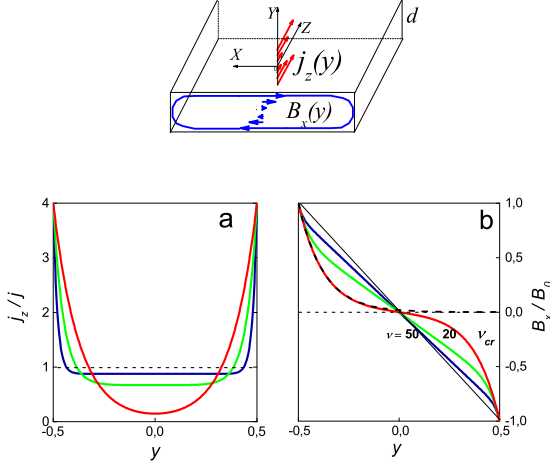 Y
Z
d
X
j_z(y)
B_x(y)
a
b
j_z / j
4
3
2
1
0
-0,5
0,0
0,5
y
1,0
0,5
0,0
-0,5
-1,0
B_x / B_0
ν = 50
20
ν_cr
-0,5
0,0
0,5
y